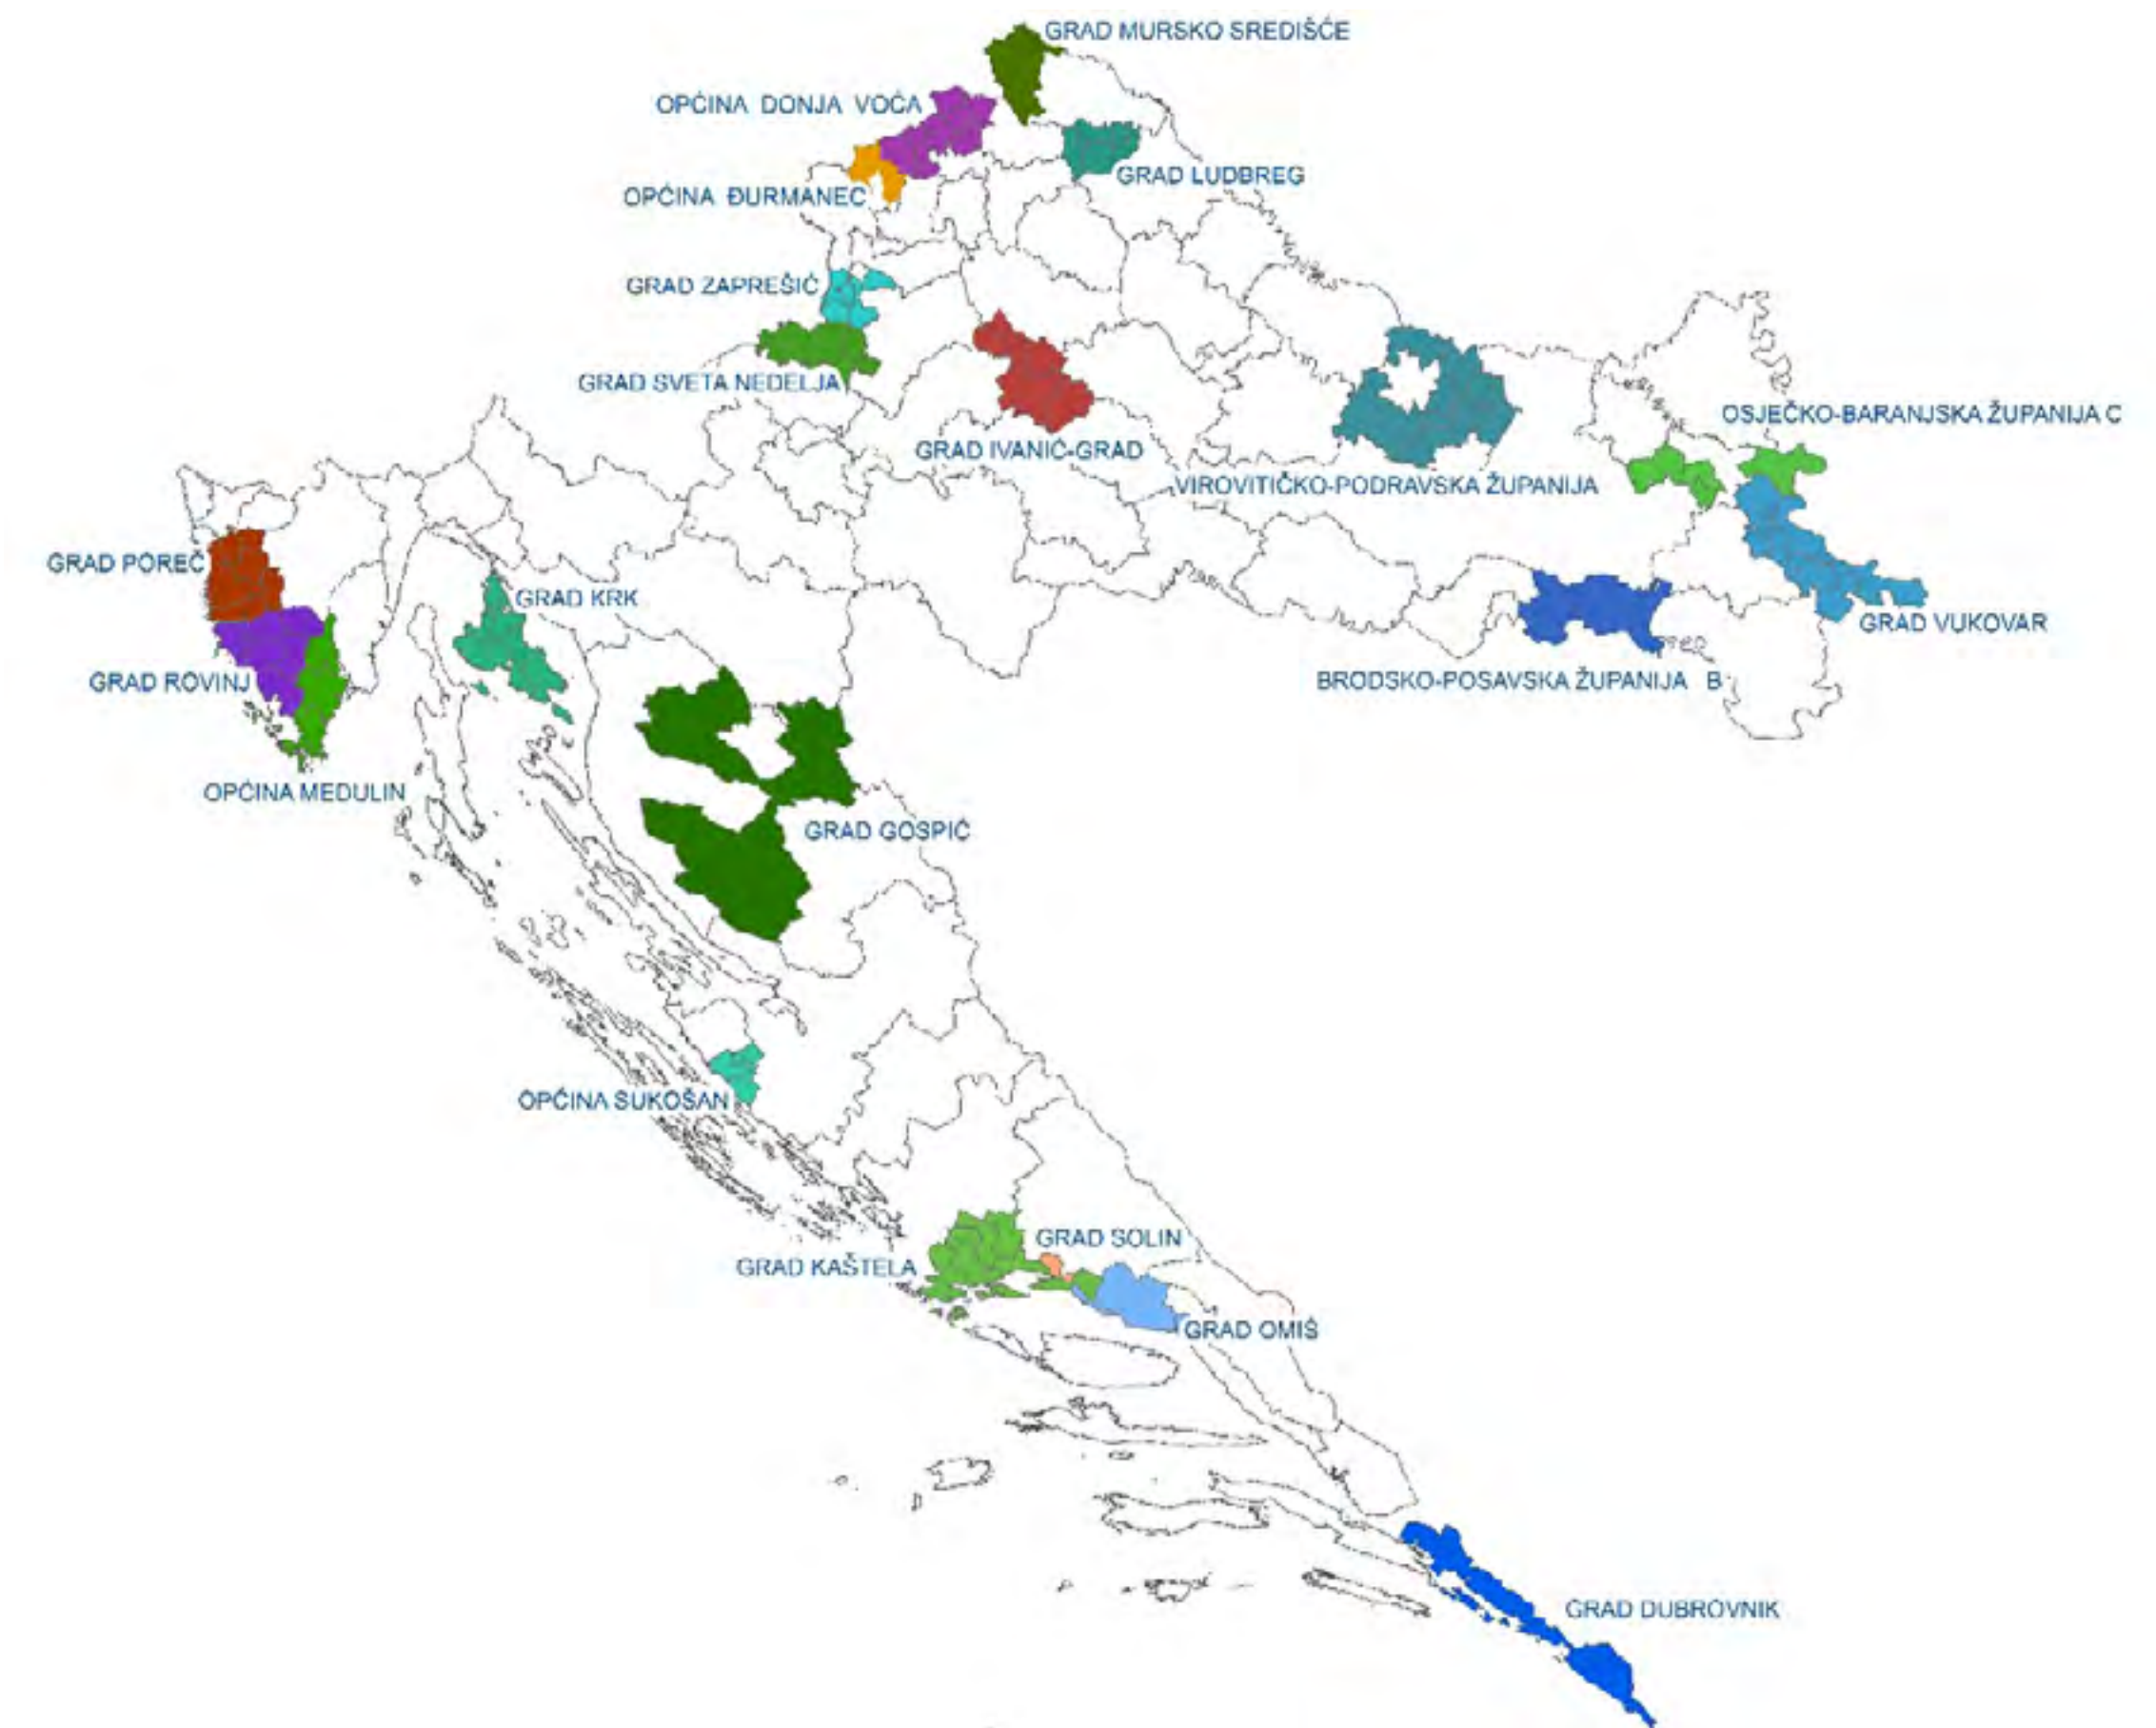 GRAD MURSKO SREDIŠĆE
OPĆINA DONJA VOĆA
GRAD LUDBREG
OPĆINA ĐURMANEC
GRAD ZAPREŠIĆ
GRAD SVETA NEDELJA
OSJEČKO-BARANJSKA ŽUPANIJA C
GRAD IVANIĆ-GRAD
VIROVITIČKO-PODRAVSKA ŽUPANIJA
GRAD POREČ
GRAD KRK
GRAD VUKOVAR
GRAD ROVINJ
BRODSKO-POSAVSKA ŽUPANIJA B
OPĆINA MEDULIN
GRAD GOSPIĆ
OPĆINA SUKOŠAN
GRAD SOLIN
GRAD KAŠTELA
GRAD OMIŠ
GRAD DUBROVNIK